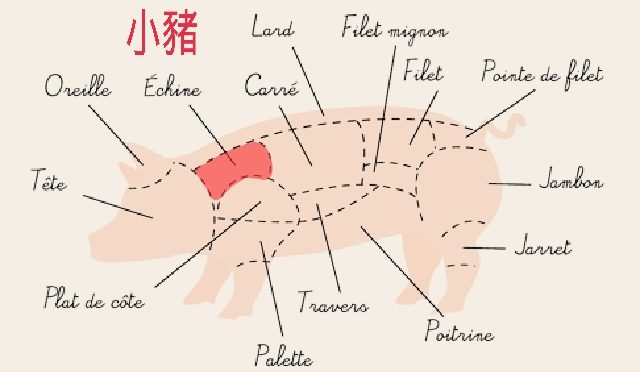 小豬
Lard
Filet mignon
Oreille
Échine
Carré
Filet
Pointe de filet
Tête
Jambon
Jarret
Plat de côte
Travers
Poitrine
Palette